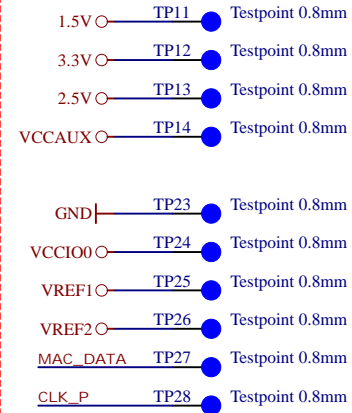 1.5V TP11 Testpoint 0.8mm
3.3V TP12 Testpoint 0.8mm
2.5V TP13 Testpoint 0.8mm
VCCAUX TP14 Testpoint 0.8mm
GND TP23 Testpoint 0.8mm
VCCIO0 TP24 Testpoint 0.8mm
VREF1 TP25 Testpoint 0.8mm
VREF2 TP26 Testpoint 0.8mm
MAC_DATA TP27 Testpoint 0.8mm
CLK_P TP28 Testpoint 0.8mm